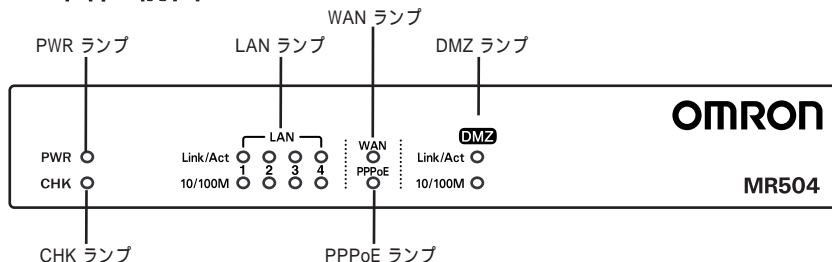 WAN ランプ
PWR ランプ
LAN ランプ
DMZ ランプ
OMRON
LAN
WAN
DMZ
PWR
Link/Act
Link/Act
1 2 3 4
PPPoE
CHK
10/100M
10/100M
MR504
CHK ランプ
PPPoE ランプ